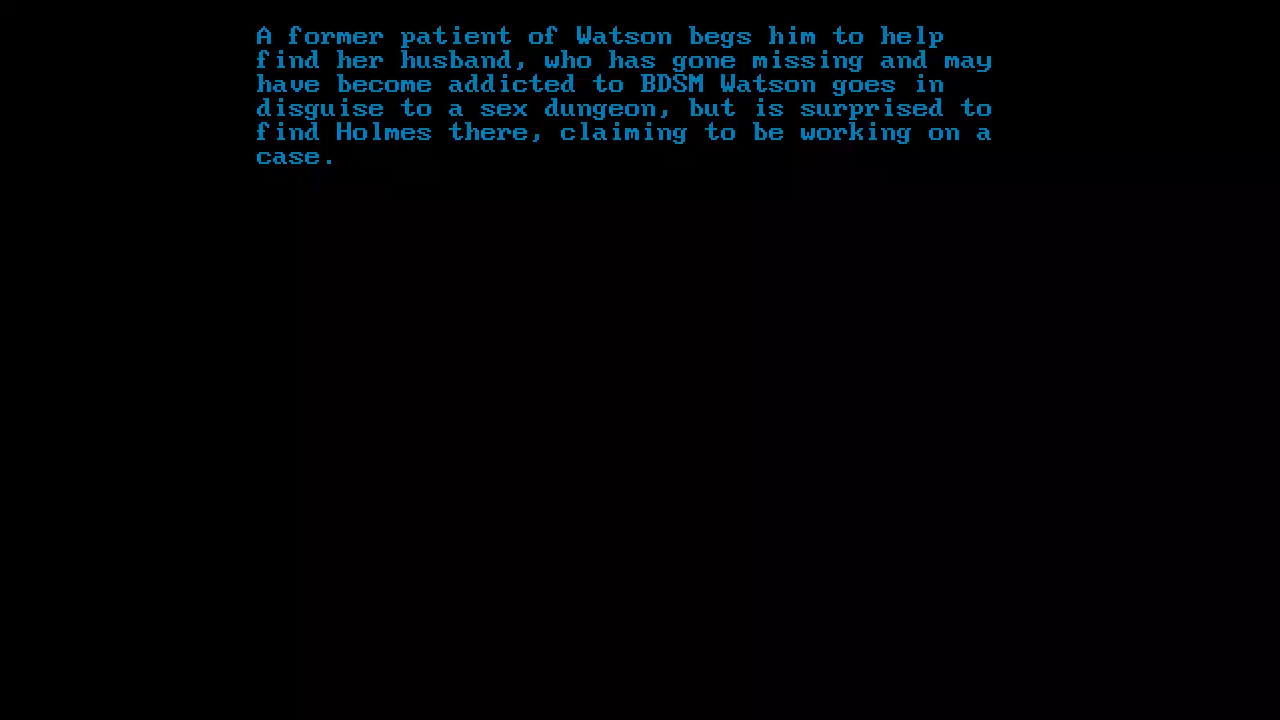 A former patient of Watson begs him to help
find her husband, who has gone missing and may
have become addicted to BDSM Watson goes in
disguise to a sex dungeon, but is surprised to
find Holmes there, claiming to be working on a
case.